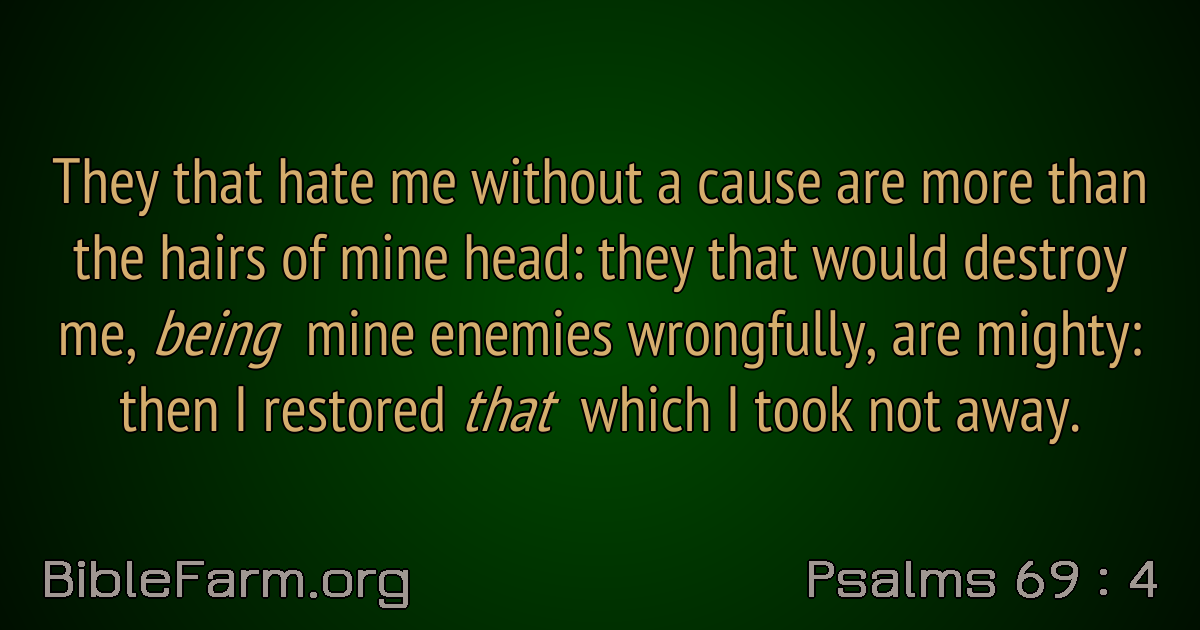 They that hate me without a cause are more than
the hairs of mine head: they that would destroy
me, being mine enemies wrongfully, are mighty:
then I restored that which I took not away.
BibleFarm.org
Psalms 69 : 4